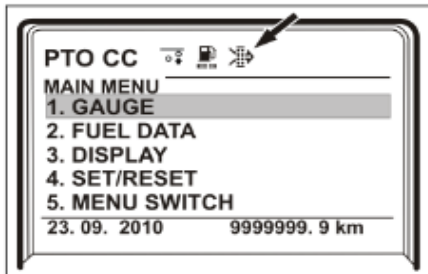 PTO CC
MAIN MENU
1. GAUGE
2. FUEL DATA
3. DISPLAY
4. SET/RESET
5. MENU SWITCH
23. 09. 2010 9999999. 9 km